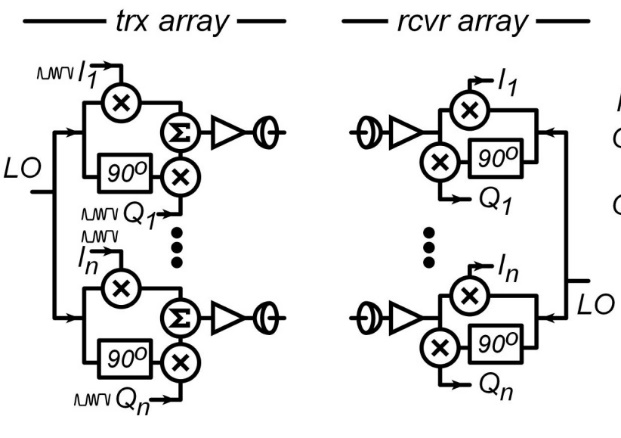 trx array
rcvr array
I1
I1
Σ
LO
90o
90o
Q1
Q1
In
In
Σ
LO
90o
90o
Qn
Qn